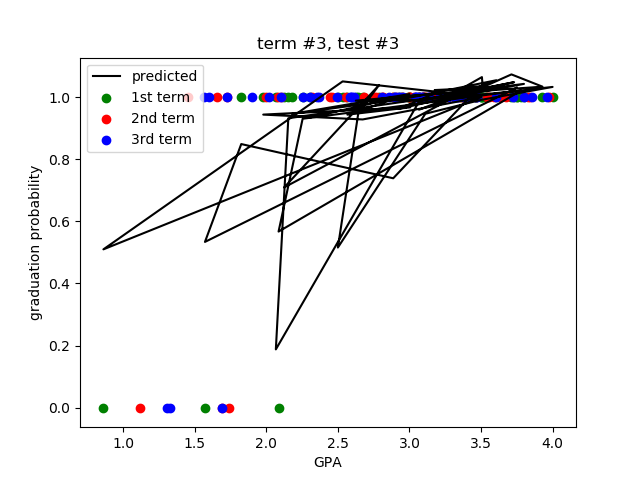 term #3, test #3
predicted
1st term
2nd term
3rd term
graduation probability
1.0
0.8
0.6
0.4
0.2
0.0
1.0 1.5 2.0 2.5 3.0 3.5 4.0
GPA